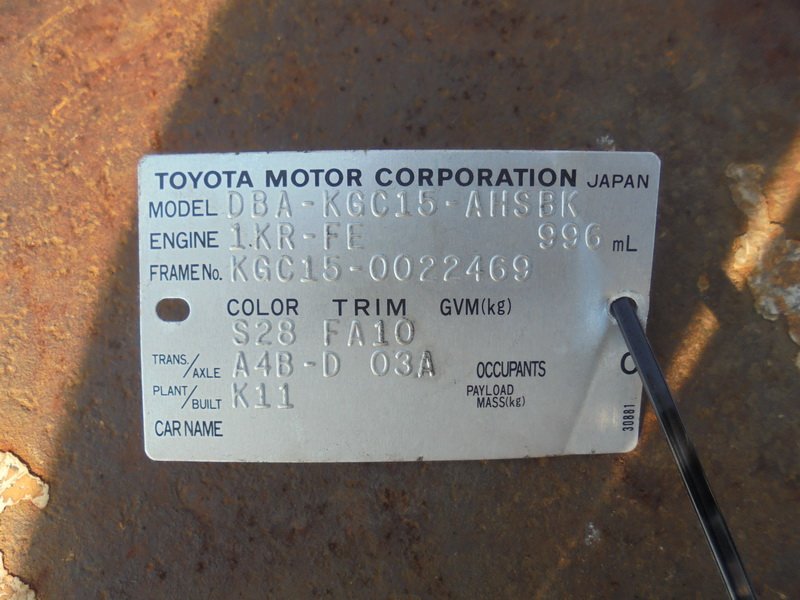 TOYOTA MOTOR CORPORATION JAPAN
MODEL DBA-KGC15-AHSBK
ENGINE 1KR-FE 996 mL
FRAME No. KGC15-0022469
COLOR TRIM GVM(kg)
S28 FA10
TRANS./AXLE A4B-D 03A OCCUPANTS C
PLANT/BUILT K11 PAYLOAD MASS(kg)
CAR NAME
30881